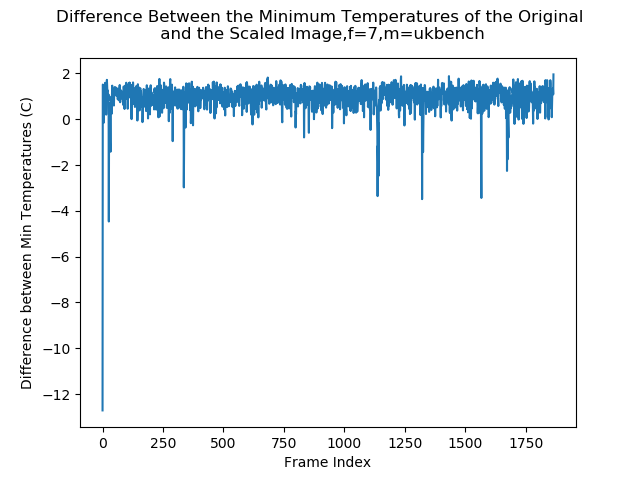 Difference Between the Minimum Temperatures of the Original
and the Scaled Image,f=7,m=ukbench
Difference between Min Temperatures (C)
2
0
−2
−4
−6
−8
−10
−12
0 250 500 750 1000 1250 1500 1750
Frame Index